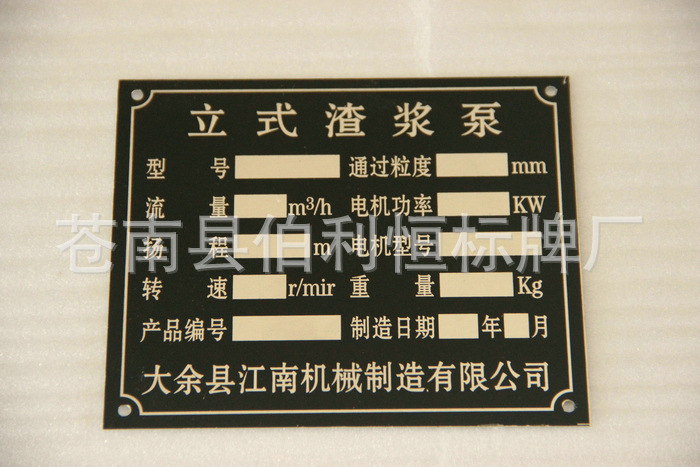 立式渣浆泵
型 号 通过粒度 mm
流 量 m³/h 电机功率 KW
扬 程 m 电机型号
转 速 r/mir 重 量 Kg
产品编号 制造日期 年 月
大余县江南机械制造有限公司
苍南县伯利恒标牌厂